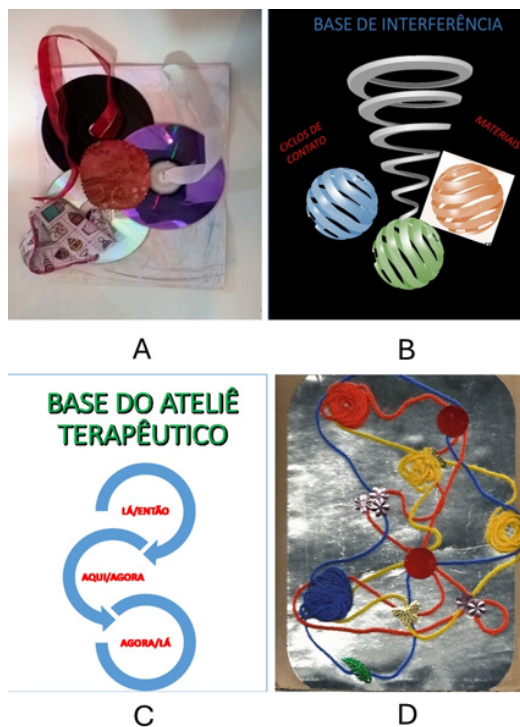 A
BASE DE INTERFERÊNCIA
CICLOS DE
CONTATO
MATERIAIS
B
BASE DO ATELIÊ
TERAPÊUTICO
LÁ/ENTÃO
AQUI/AGORA
AGORA/LÁ
C
D